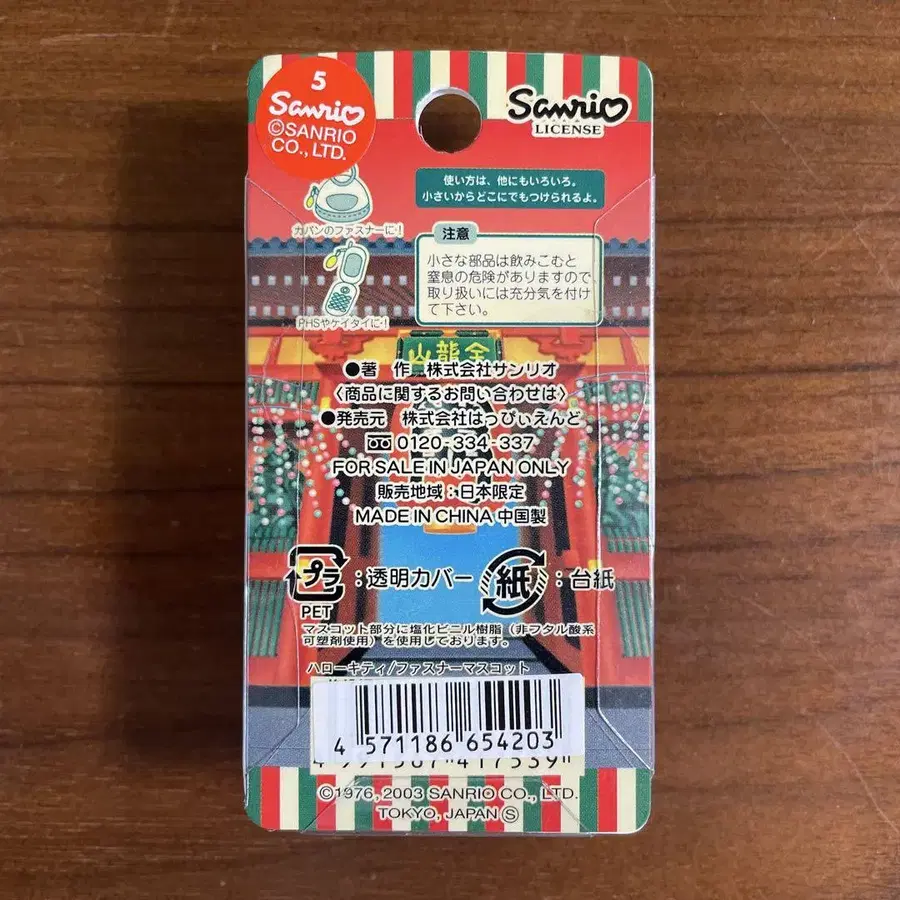 5
Sanrio
©SANRIO
CO., LTD.
Sanrio
LICENSE
使い方は、他にもいろいろ。
小さいからどこにでもつけられるよ。
カバンのファスナーに!
注意
小さな部品は飲みこむと
窒息の危険がありますので
取り扱いには充分気を付け
て下さい。
PHSやケイタイに!
山龍金
●著 作 株式会社サンリオ
〈商品に関するお問い合わせは〉
●発売元 株式会社はっぴぃえんど
0120-334-337
FOR SALE IN JAPAN ONLY
販売地域:日本限定
MADE IN CHINA 中国製
プラ :透明カバー 紙 :台紙
PET
マスコット部分に塩化ビニル樹脂(非フタル酸系
可塑剤使用)を使用しております。
ハローキティ/ファスナーマスコット
4 571186 654203
©1976, 2003 SANRIO CO., LTD.
TOKYO, JAPAN Ⓢ